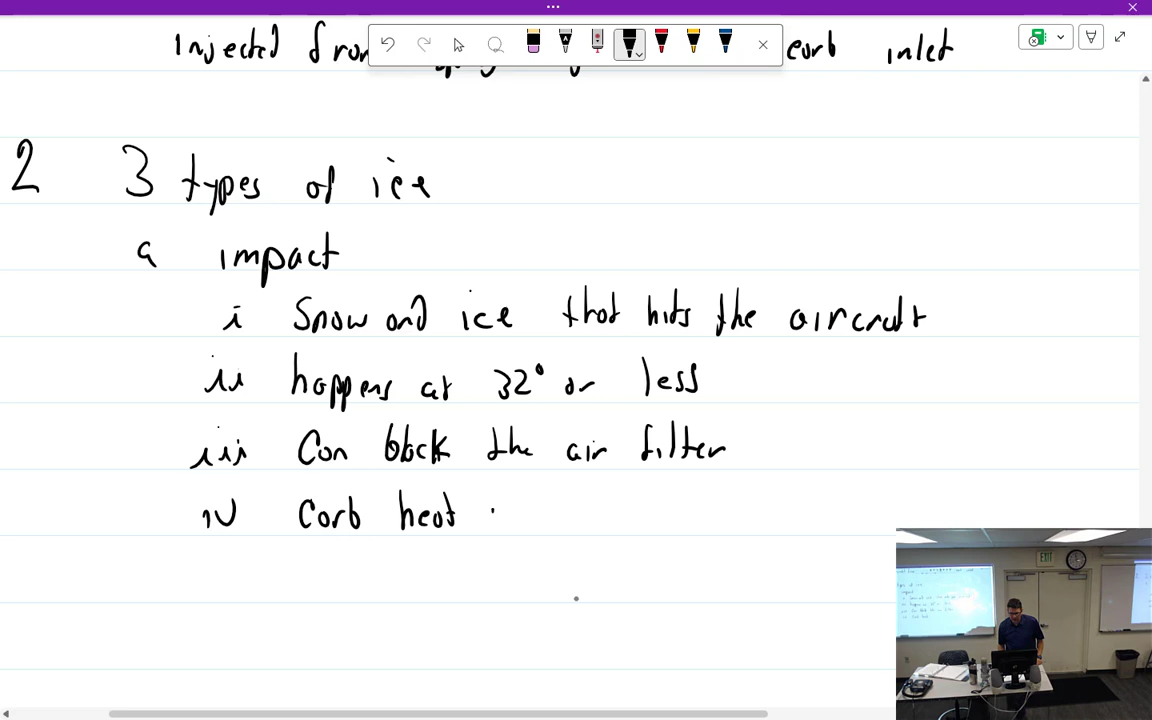 Injected from carb inlet
2 3 types of ice
a impact
i Snow and ice that hits the aircraft
ii happens at 32° or less
iii Can block the air filter
iv Carb heat
EXIT